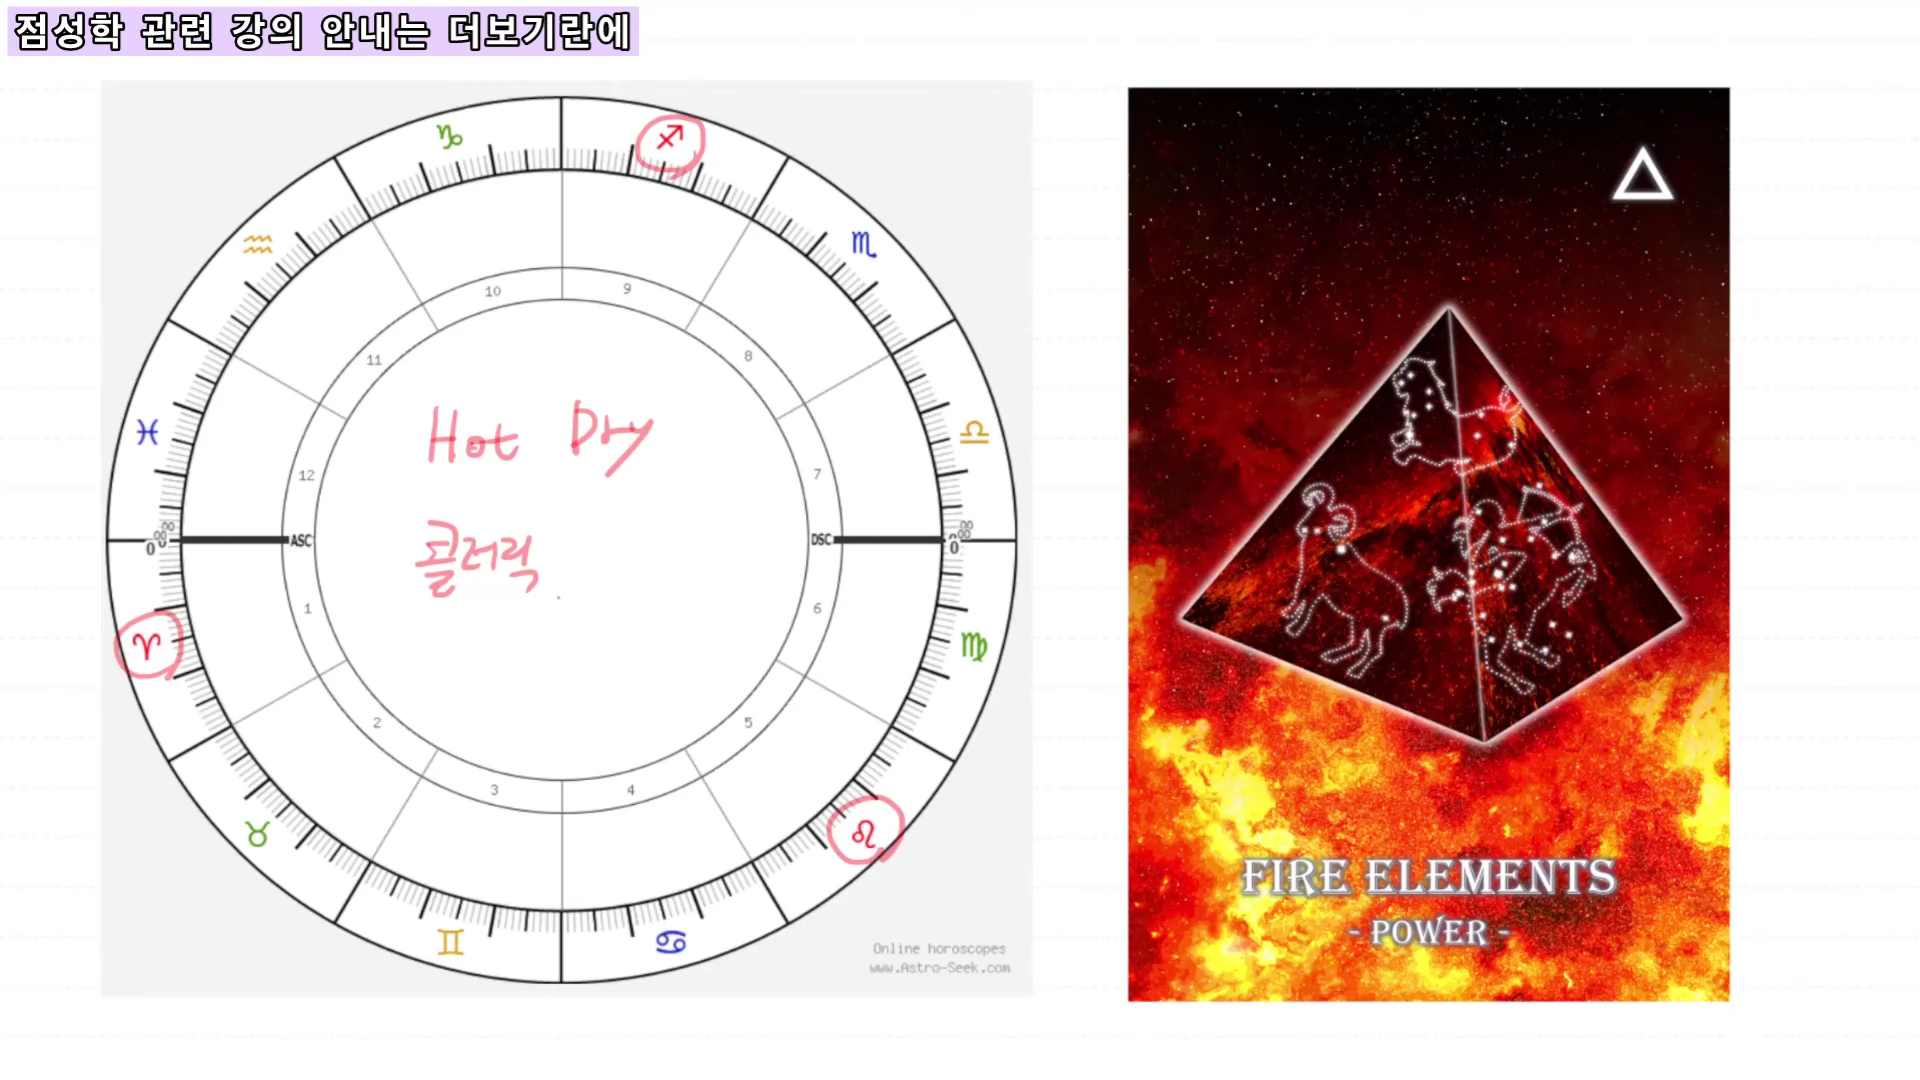 점성학 관련 강의 안내는 더보기란에
10
9
11
8
12
7
ASC
DSC
1
6
2
5
3
4
Hot Dry
콜러릭.
Online horoscopes
www.Astro-Seek.com
FIRE ELEMENTS
- POWER -